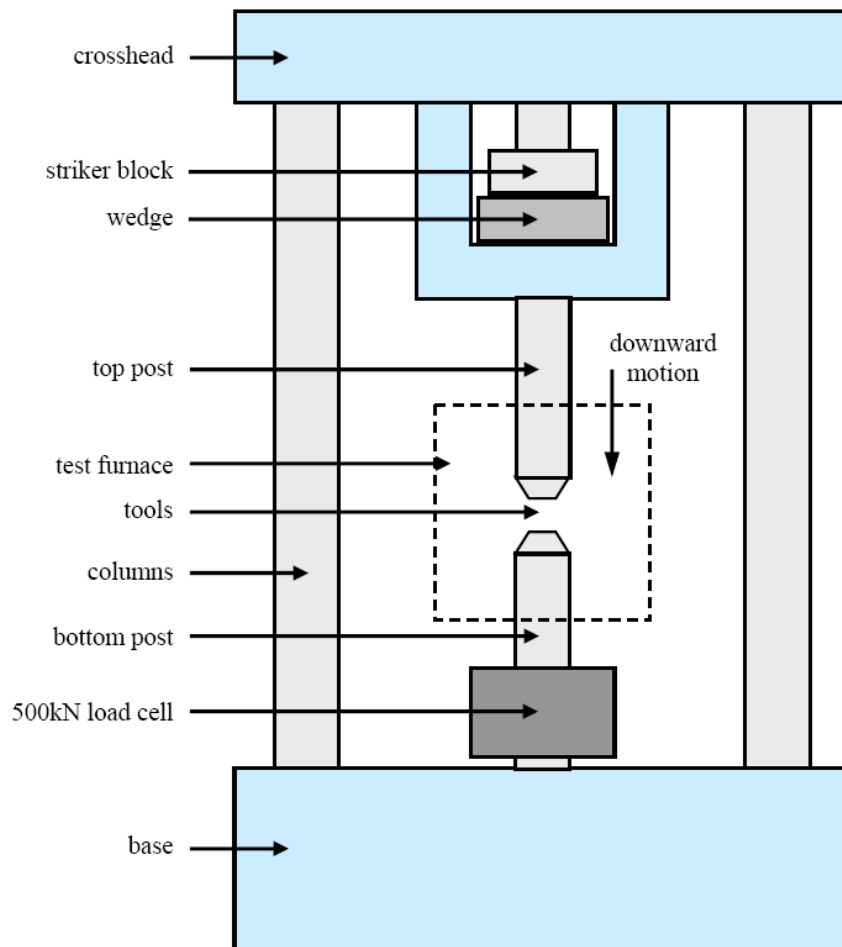 crosshead
striker block
wedge
downward
motion
top post
test furnace
tools
columns
bottom post
500kN load cell
base